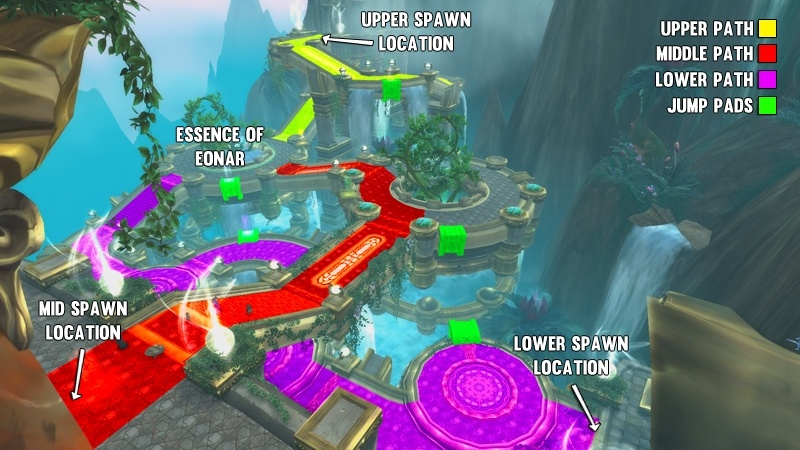 UPPER SPAWN
LOCATION
UPPER PATH
MIDDLE PATH
LOWER PATH
JUMP PADS
ESSENCE OF
EONAR
MID SPAWN
LOCATION
LOWER SPAWN
LOCATION